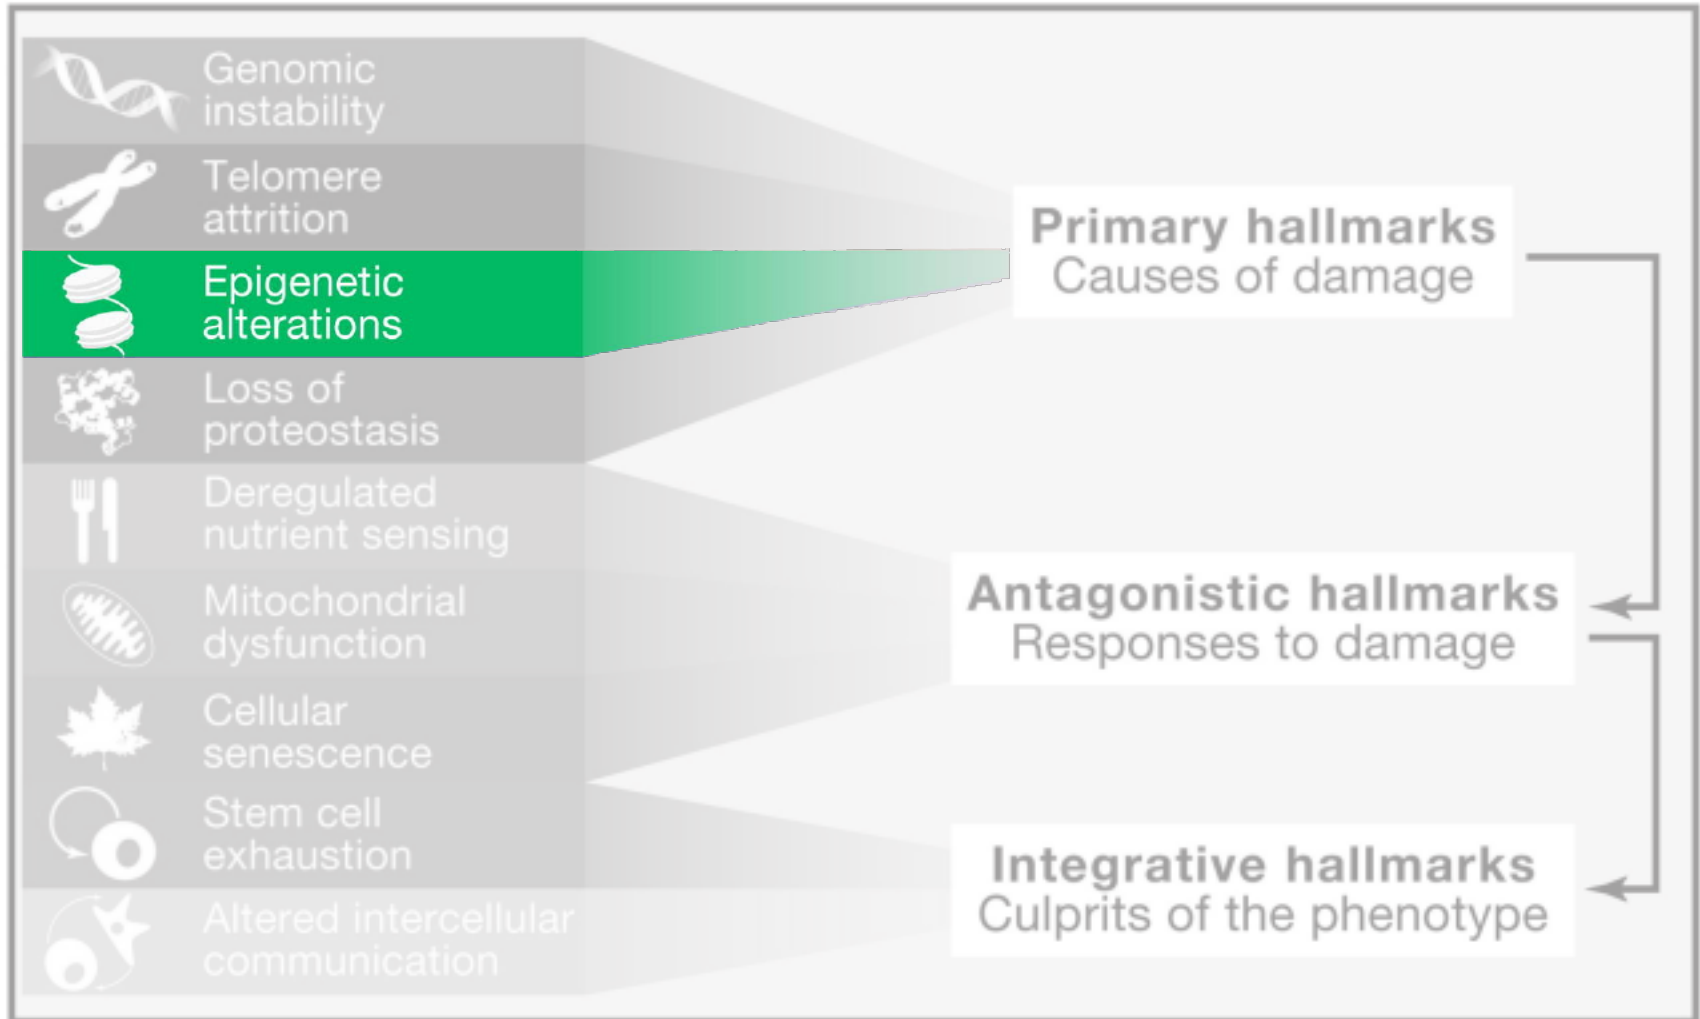 Genomic
instability
Telomere
attrition
Epigenetic
alterations
Loss of
proteostasis
Deregulated
nutrient sensing
Mitochondrial
dysfunction
Cellular
senescence
Stem cell
exhaustion
Altered intercellular
communication
Primary hallmarks
Causes of damage
Antagonistic hallmarks
Responses to damage
Integrative hallmarks
Culprits of the phenotype